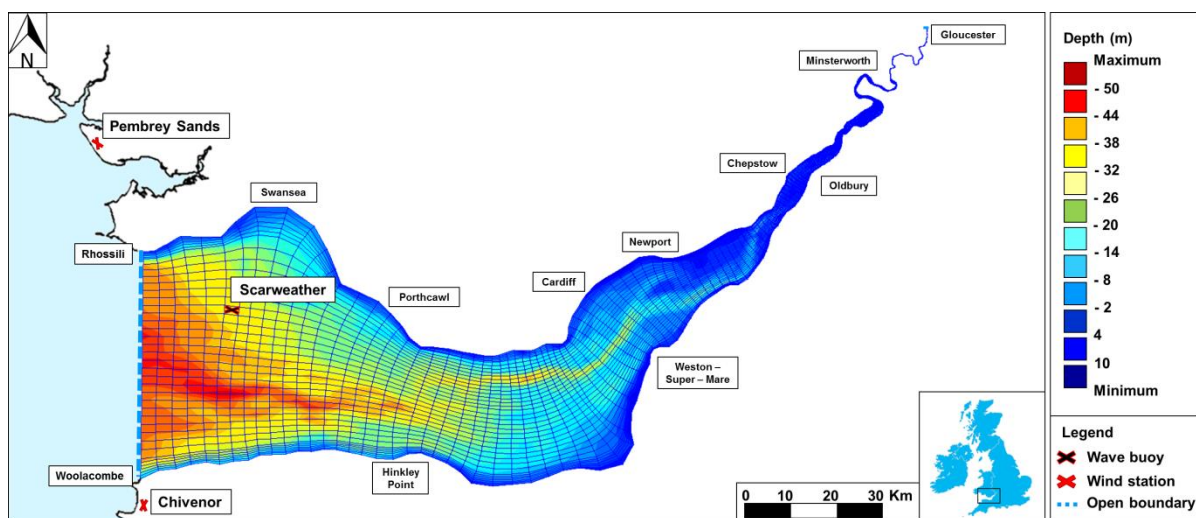 N
Gloucester
Minsterworth
Pembrey Sands
Chepstow
Oldbury
Swansea
Newport
Rhossili
Cardiff
Scarweather
Porthcawl
Weston –
Super – Mare
Woolacombe
Hinkley
Point
Chivenor
0 10 20 30 Km
Depth (m)
Maximum
- 50
- 44
- 38
- 32
- 26
- 20
- 14
- 8
- 2
4
10
Minimum
Legend
Wave buoy
Wind station
Open boundary